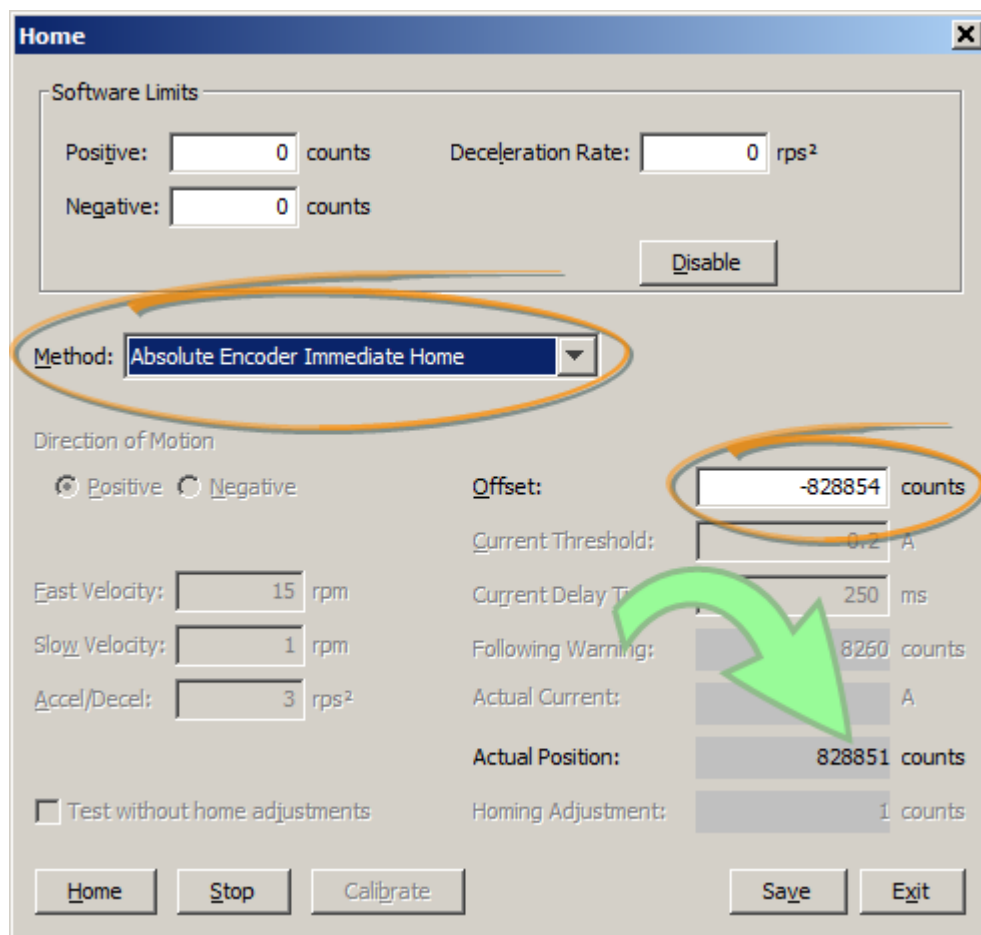 Home
Software Limits
Positive: 0 counts Deceleration Rate: 0 rps²
Negative: 0 counts
Disable
Method: Absolute Encoder Immediate Home
Direction of Motion
Positive Negative Offset: -828854 counts
Current Threshold: 0.2 A
Fast Velocity: 15 rpm Current Delay 250 ms
Slow Velocity: 1 rpm Following Warning: 8260 counts
Accel/Decel: 3 rps² Actual Current: A
Actual Position: 828851 counts
Test without home adjustments Homing Adjustment: 1 counts
Home Stop Calibrate Save Exit